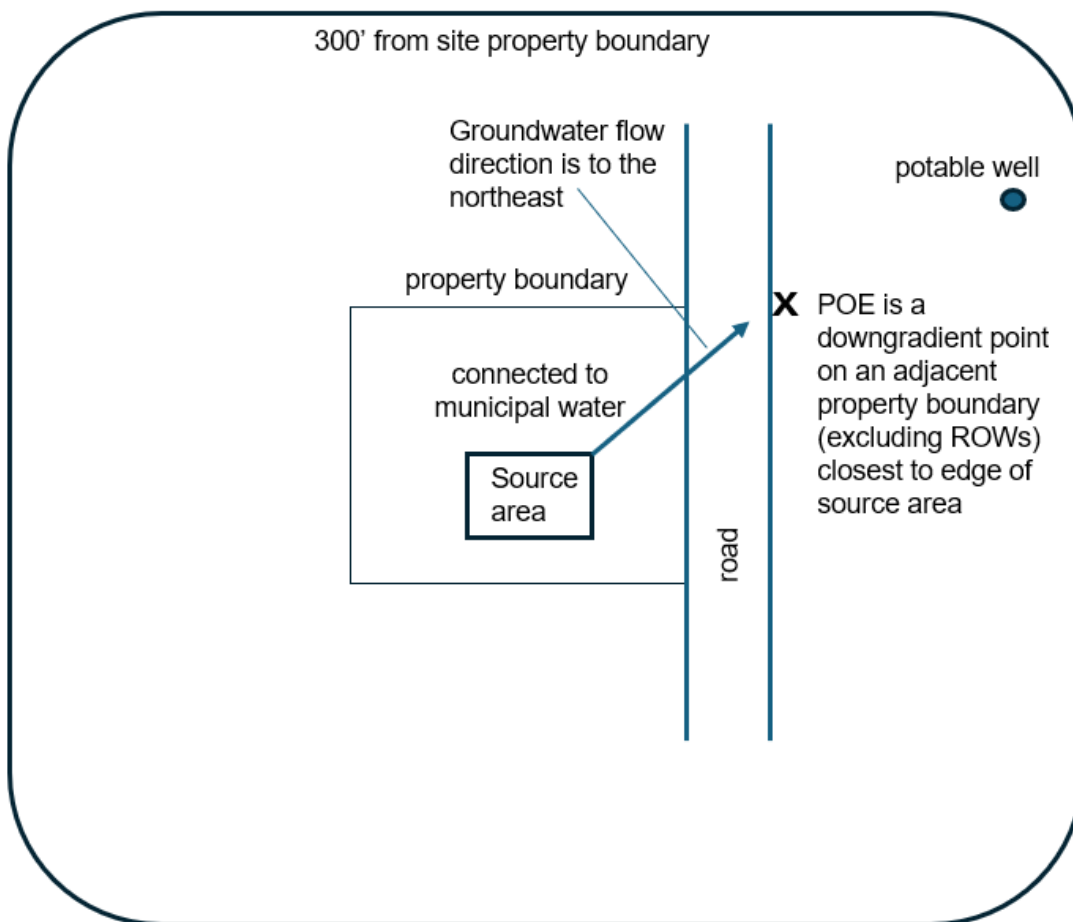 300’ from site property boundary
Groundwater flow
direction is to the
northeast
potable well
property boundary
X
POE is a
downgradient point
on an adjacent
property boundary
(excluding ROWs)
closest to edge of
source area
connected to
municipal water
Source
area
road